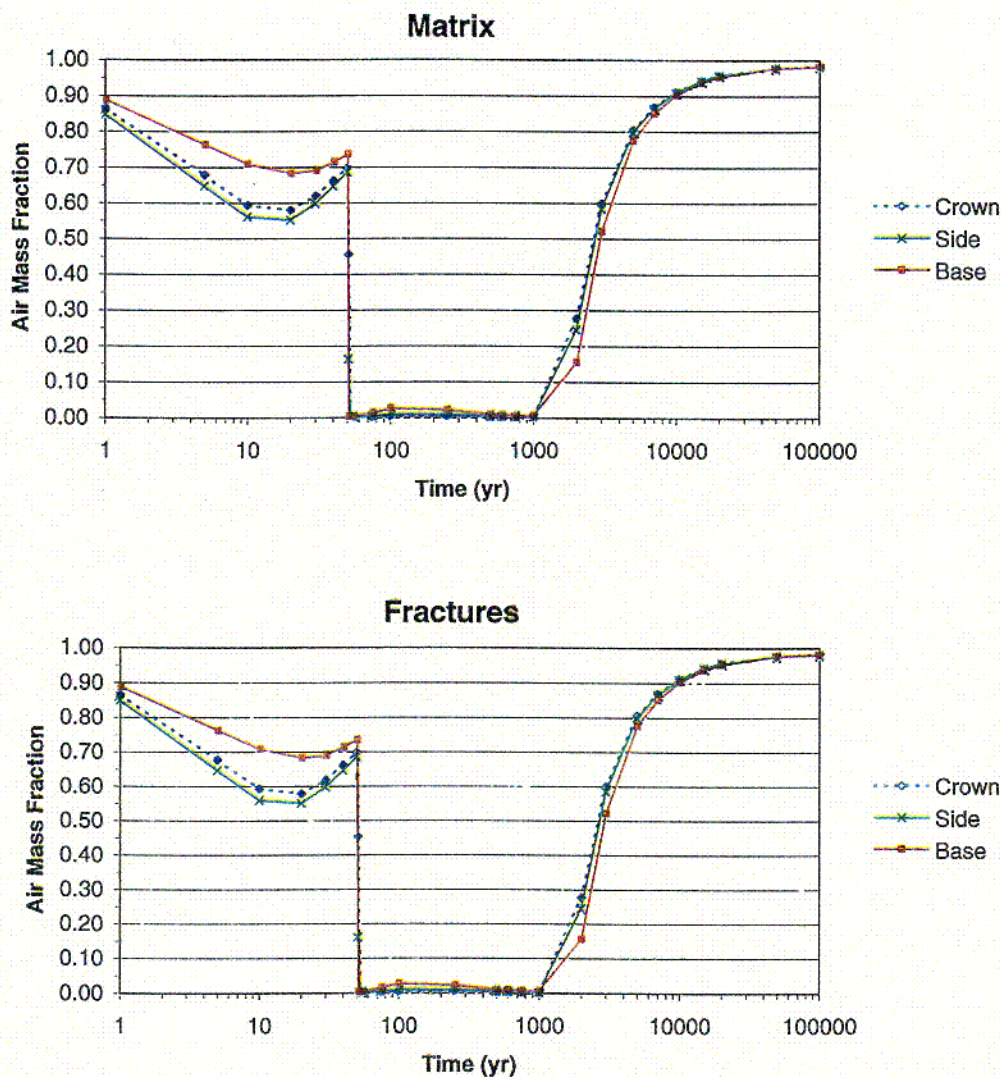 Matrix
1.00
0.90
0.80
0.70
0.60
0.50
0.40
0.30
0.20
0.10
0.00
Air Mass Fraction
1 10 100 1000 10000 100000
Time (yr)
Crown
Side
Base
Fractures
1.00
0.90
0.80
0.70
0.60
0.50
0.40
0.30
0.20
0.10
0.00
Air Mass Fraction
1 10 100 1000 10000 100000
Time (yr)
Crown
Side
Base